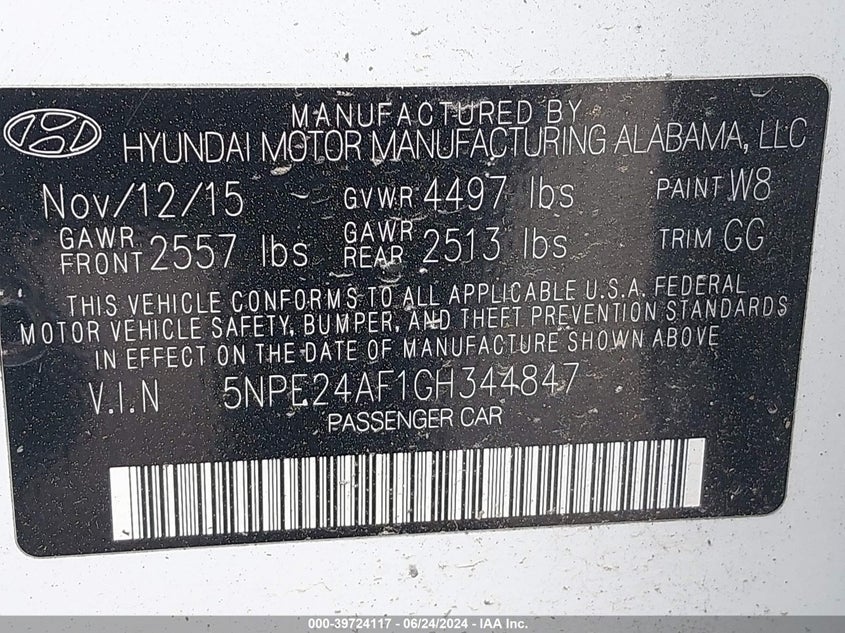 MANUFACTURED BY
HYUNDAI MOTOR MANUFACTURING ALABAMA, LLC
Nov/12/15 GVWR 4497 lbs PAINT W8
GAWR FRONT 2557 lbs GAWR REAR 2513 lbs TRIM GG
THIS VEHICLE CONFORMS TO ALL APPLICABLE U.S.A. FEDERAL
MOTOR VEHICLE SAFETY, BUMPER, AND THEFT PREVENTION STANDARDS
IN EFFECT ON THE DATE OF MANUFACTURE SHOWN ABOVE
V.I.N 5NPE24AF1GH344847
PASSENGER CAR
000-39724117 - 06/24/2024 - IAA Inc.